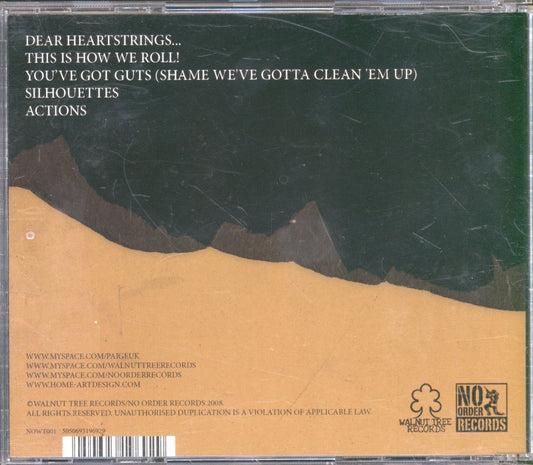 DEAR HEARTSTRINGS...
THIS IS HOW WE ROLL!
YOU'VE GOT GUTS (SHAME WE'VE GOTTA CLEAN 'EM UP)
SILHOUETTES
ACTIONS
WWW.MYSPACE.COM/PAIGEUK
WWW.MYSPACE.COM/WALNUTTREERECORDS
WWW.MYSPACE.COM/NOORDERRECORDS
WWW.HOME-ARTDESIGN.COM
©WALNUT TREE RECORDS/NO ORDER RECORDS 2008.
ALL RIGHTS RESERVED. UNAUTHORISED DUPLICATION IS A VIOLATION OF APPLICABLE LAW.
NOWT001 5050693196929
WALNUT TREE
RECORDS
NO
ORDER
RECORDS